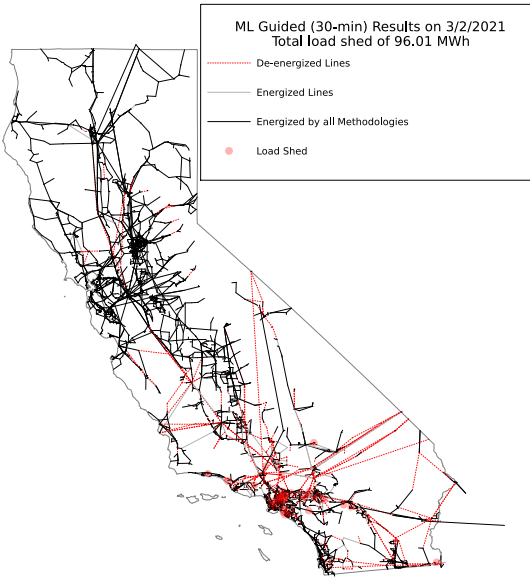 ML Guided (30-min) Results on 3/2/2021
Total load shed of 96.01 MWh
De-energized Lines
Energized Lines
Energized by all Methodologies
Load Shed